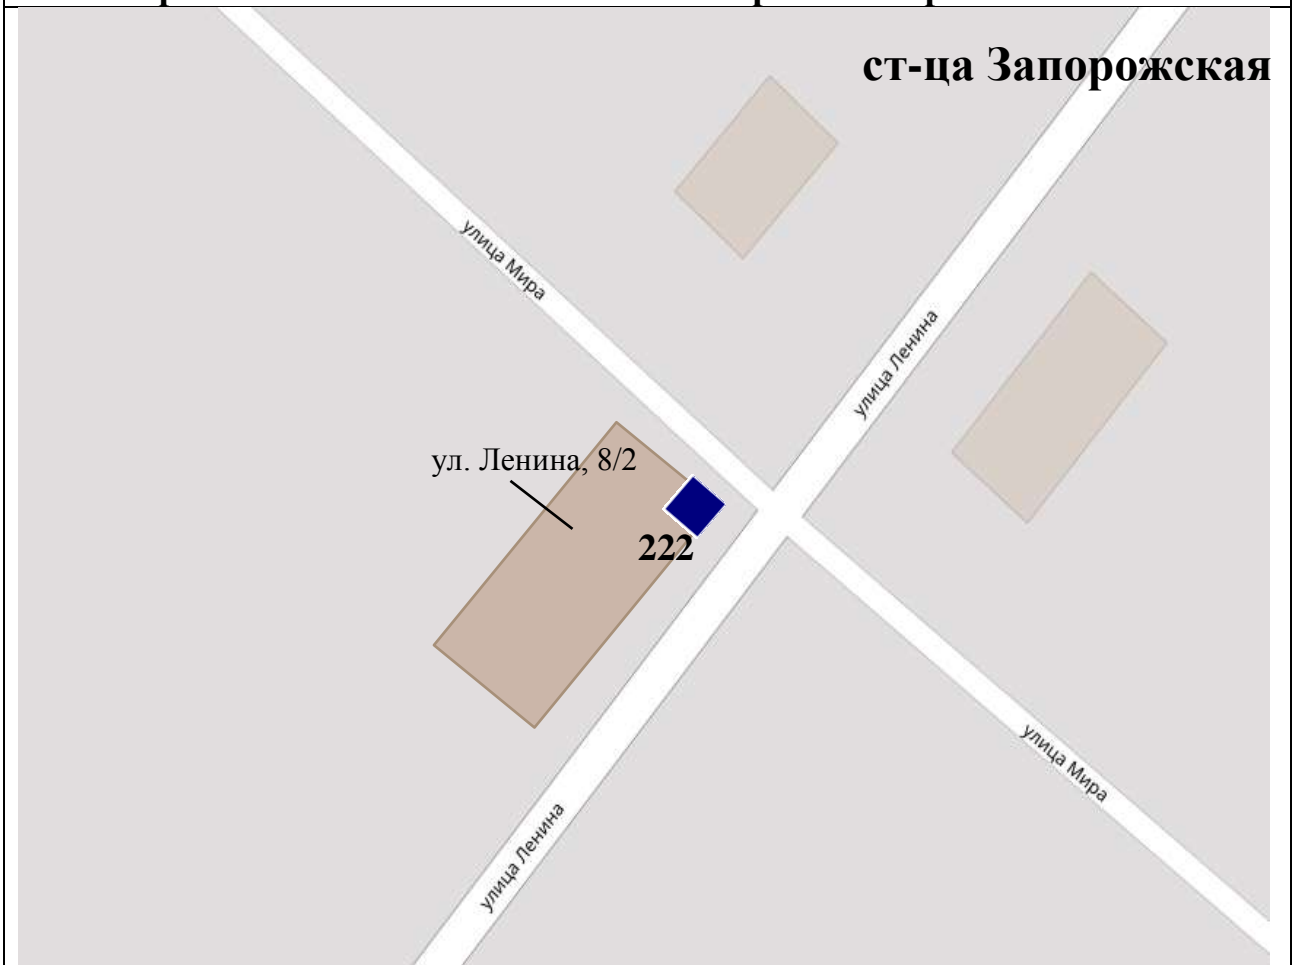 ст-ца Запорожская
улица Мира
улица Ленина
ул. Ленина, 8/2
222
улица Мира
улица Ленина